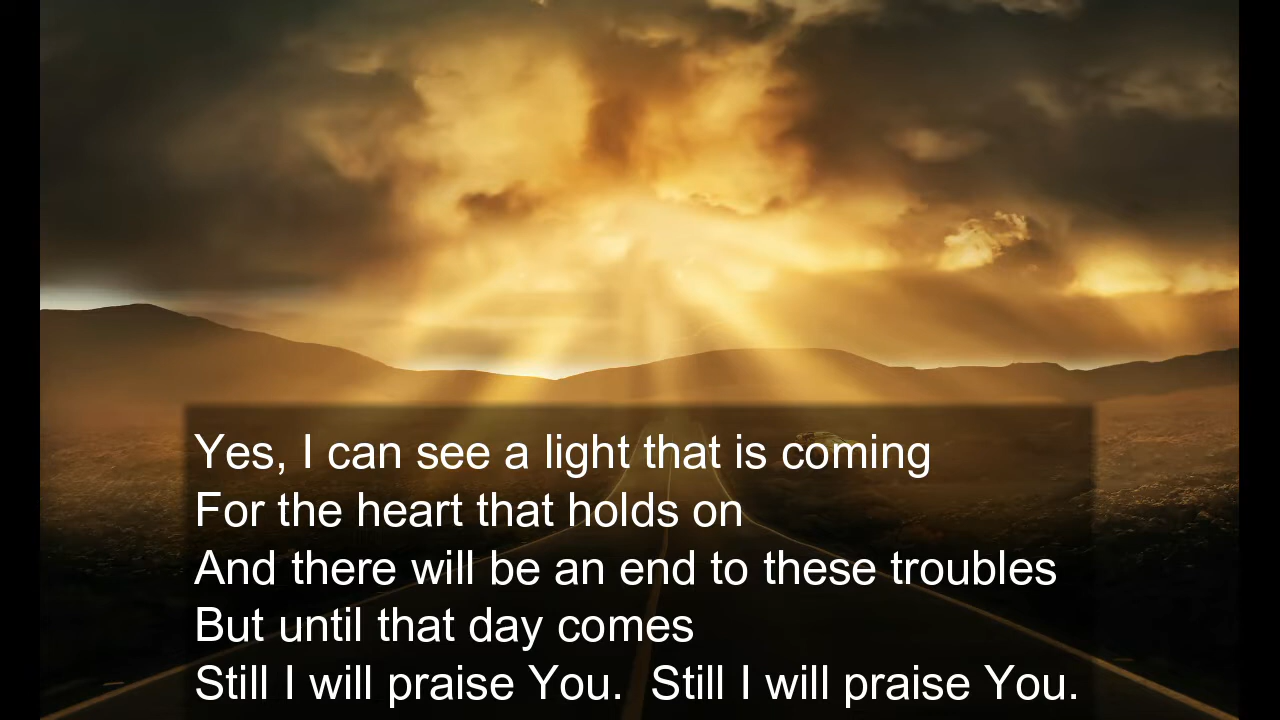 Yes, I can see a light that is coming
For the heart that holds on
And there will be an end to these troubles
But until that day comes
Still I will praise You.  Still I will praise You.